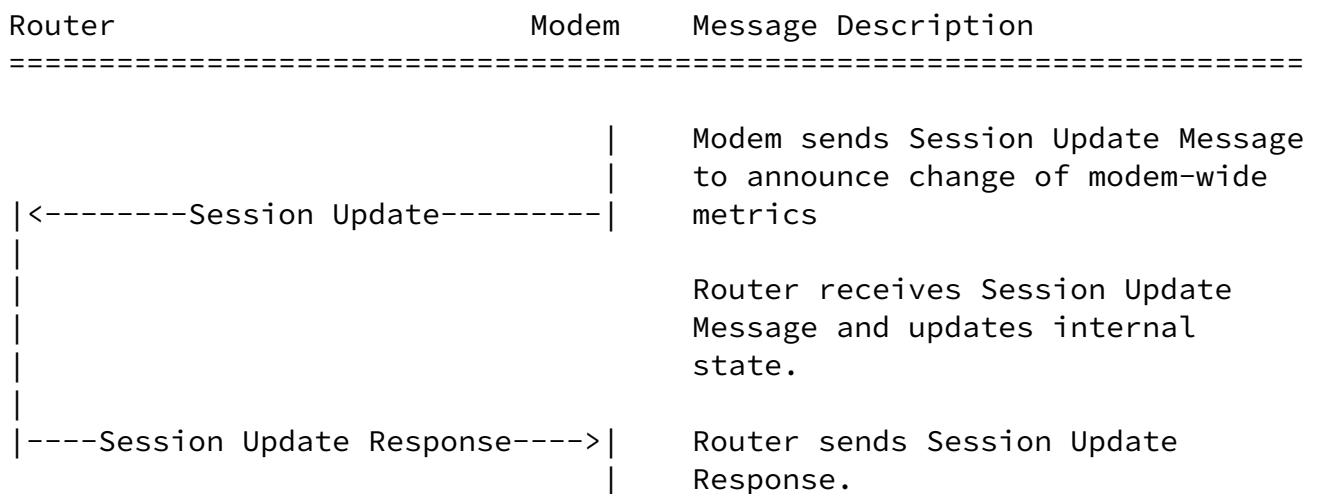 Router                       Modem    Message Description
========================================================================

                                 |    Modem sends Session Update Message
                                 |    to announce change of modem-wide
|<--------Session Update---------|    metrics
|
|                                     Router receives Session Update
|                                     Message and updates internal
|                                     state.
|
|----Session Update Response---->|    Router sends Session Update
                                 |    Response.